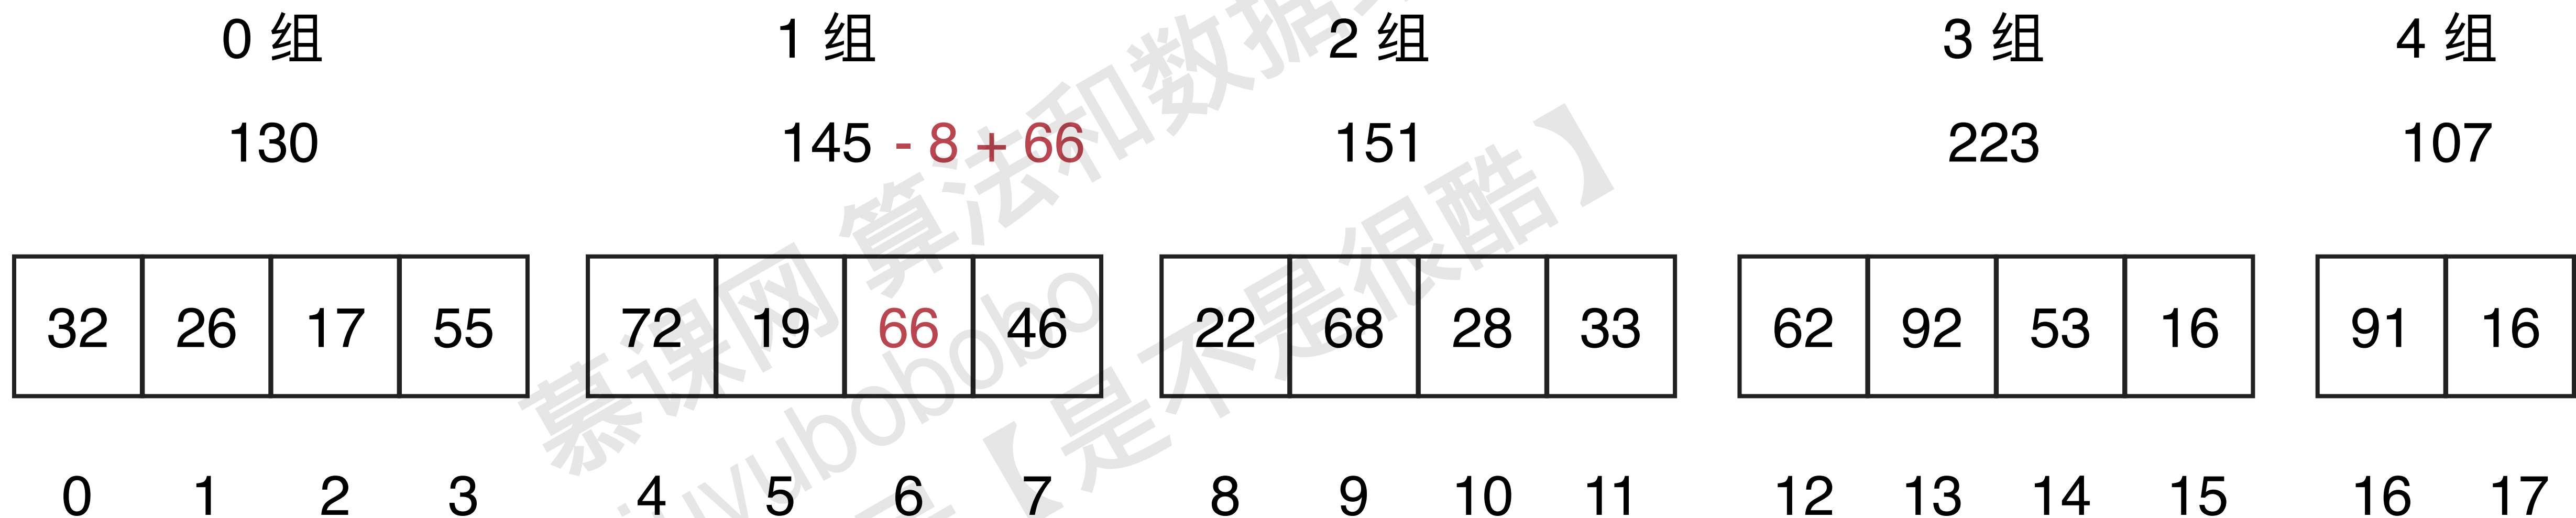 0 组 1 组 2 组 3 组 4 组
130 145 - 8 + 66 151 223 107
32 26 17 55 72 19 66 46 22 68 28 33 62 92 53 16 91 16
0 1 2 3 4 5 6 7 8 9 10 11 12 13 14 15 16 17
慕课网 算法和数据
yubobobo
【是不是很酷】